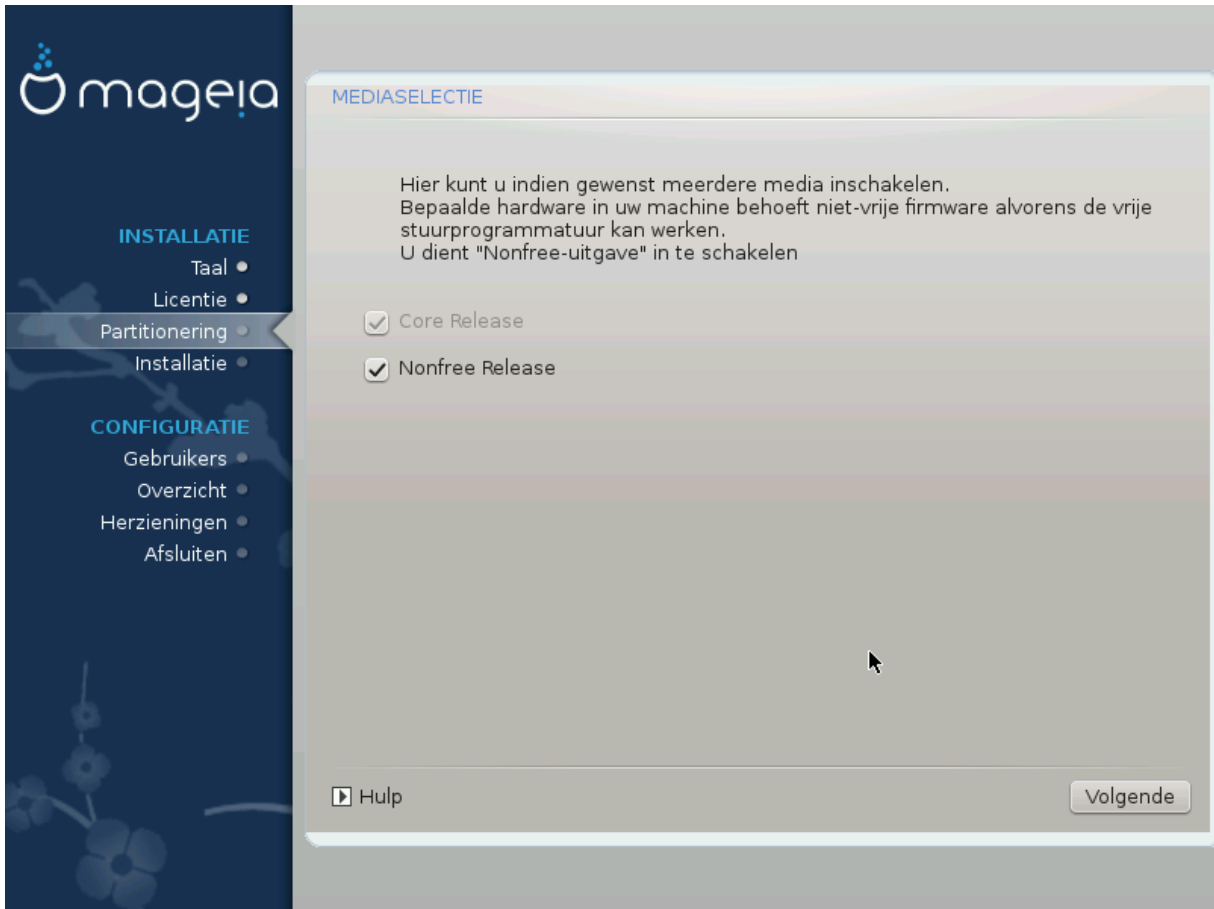 mageia
INSTALLATIE
Taal
Licentie
Partitionering
Installatie
CONFIGURATIE
Gebruikers
Overzicht
Herzieningen
Afsluiten
MEDIASELECTIE
Hier kunt u indien gewenst meerdere media inschakelen.
Bepaalde hardware in uw machine behoeft niet-vrije firmware alvorens de vrije
stuurprogrammatuur kan werken.
U dient "Nonfree-uitgave" in te schakelen
Core Release
Nonfree Release
Hulp
Volgende